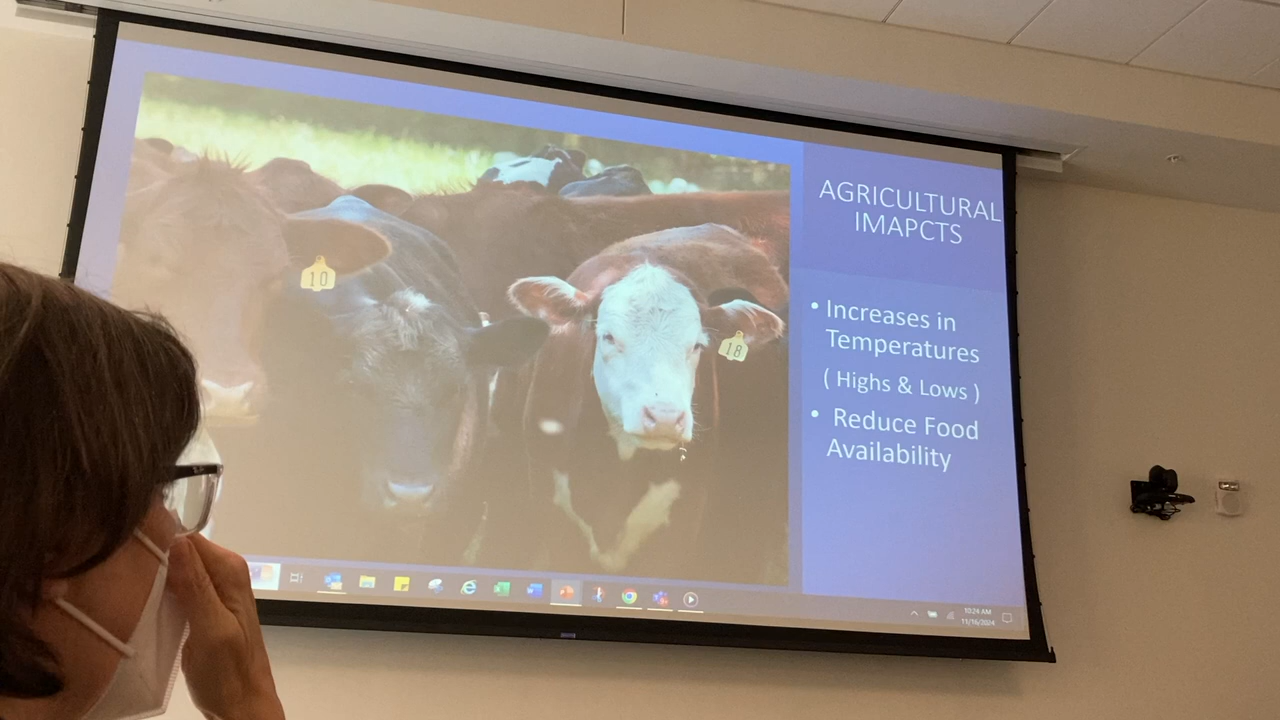 AGRICULTURAL
IMAPCTS
• Increases in
Temperatures
( Highs & Lows )
• Reduce Food
Availability
10
18
10:24 AM
11/16/2024